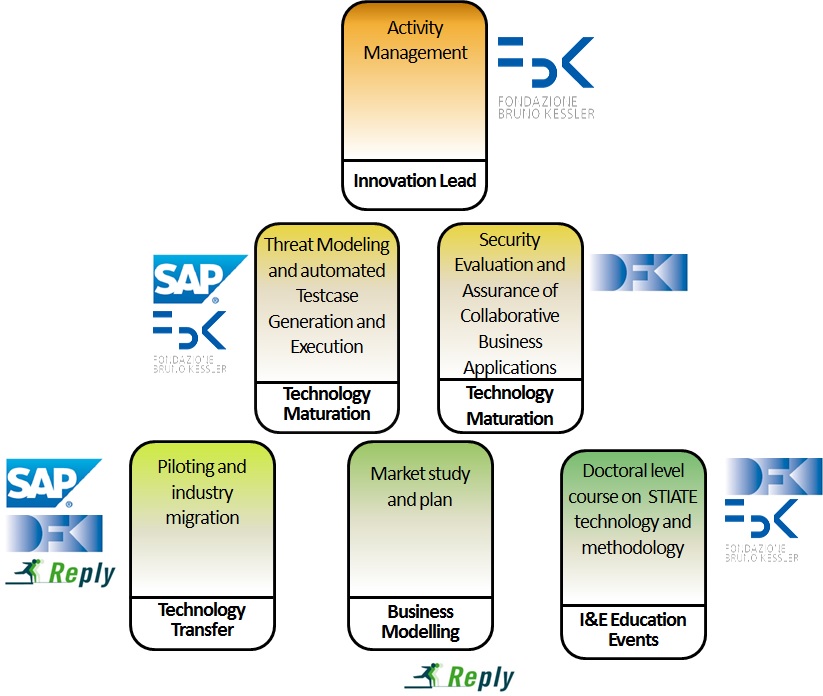 Activity
Management
Innovation Lead
FBK
FONDAZIONE
BRUNO KESSLER
SAP
®
FBK
FONDAZIONE
BRUNO KESSLER
Threat Modeling
and automated
Testcase
Generation and
Execution
Technology
Maturation
Security
Evaluation and
Assurance of
Collaborative
Business
Applications
Technology
Maturation
DFKI
SAP
®
DFKI
Reply
Piloting and
industry
migration
Technology
Transfer
Market study
and plan
Business
Modelling
Reply
Doctoral level
course on STIATE
technology and
methodology
I&E Education
Events
DFKI
FBK
FONDAZIONE
BRUNO KESSLER